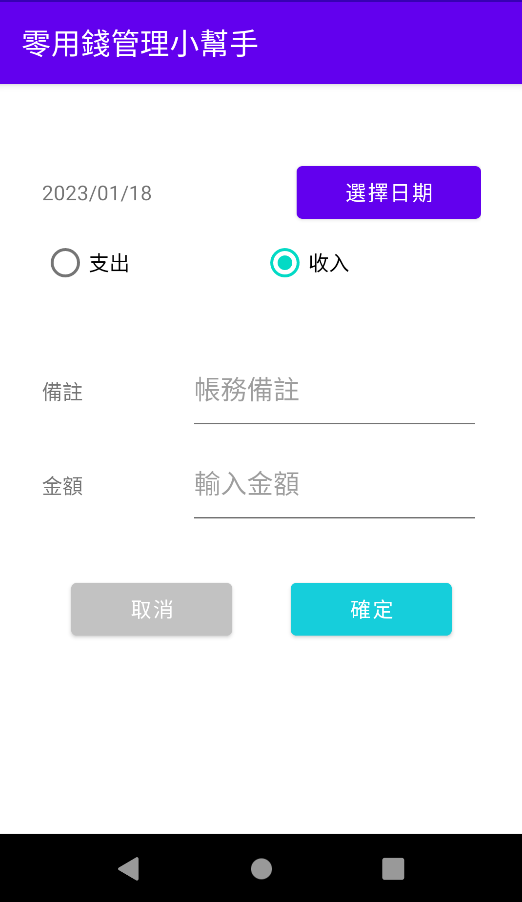 零用錢管理小幫手
2023/01/18
選擇日期
支出
收入
備註
帳務備註
金額
輸入金額
取消
確定